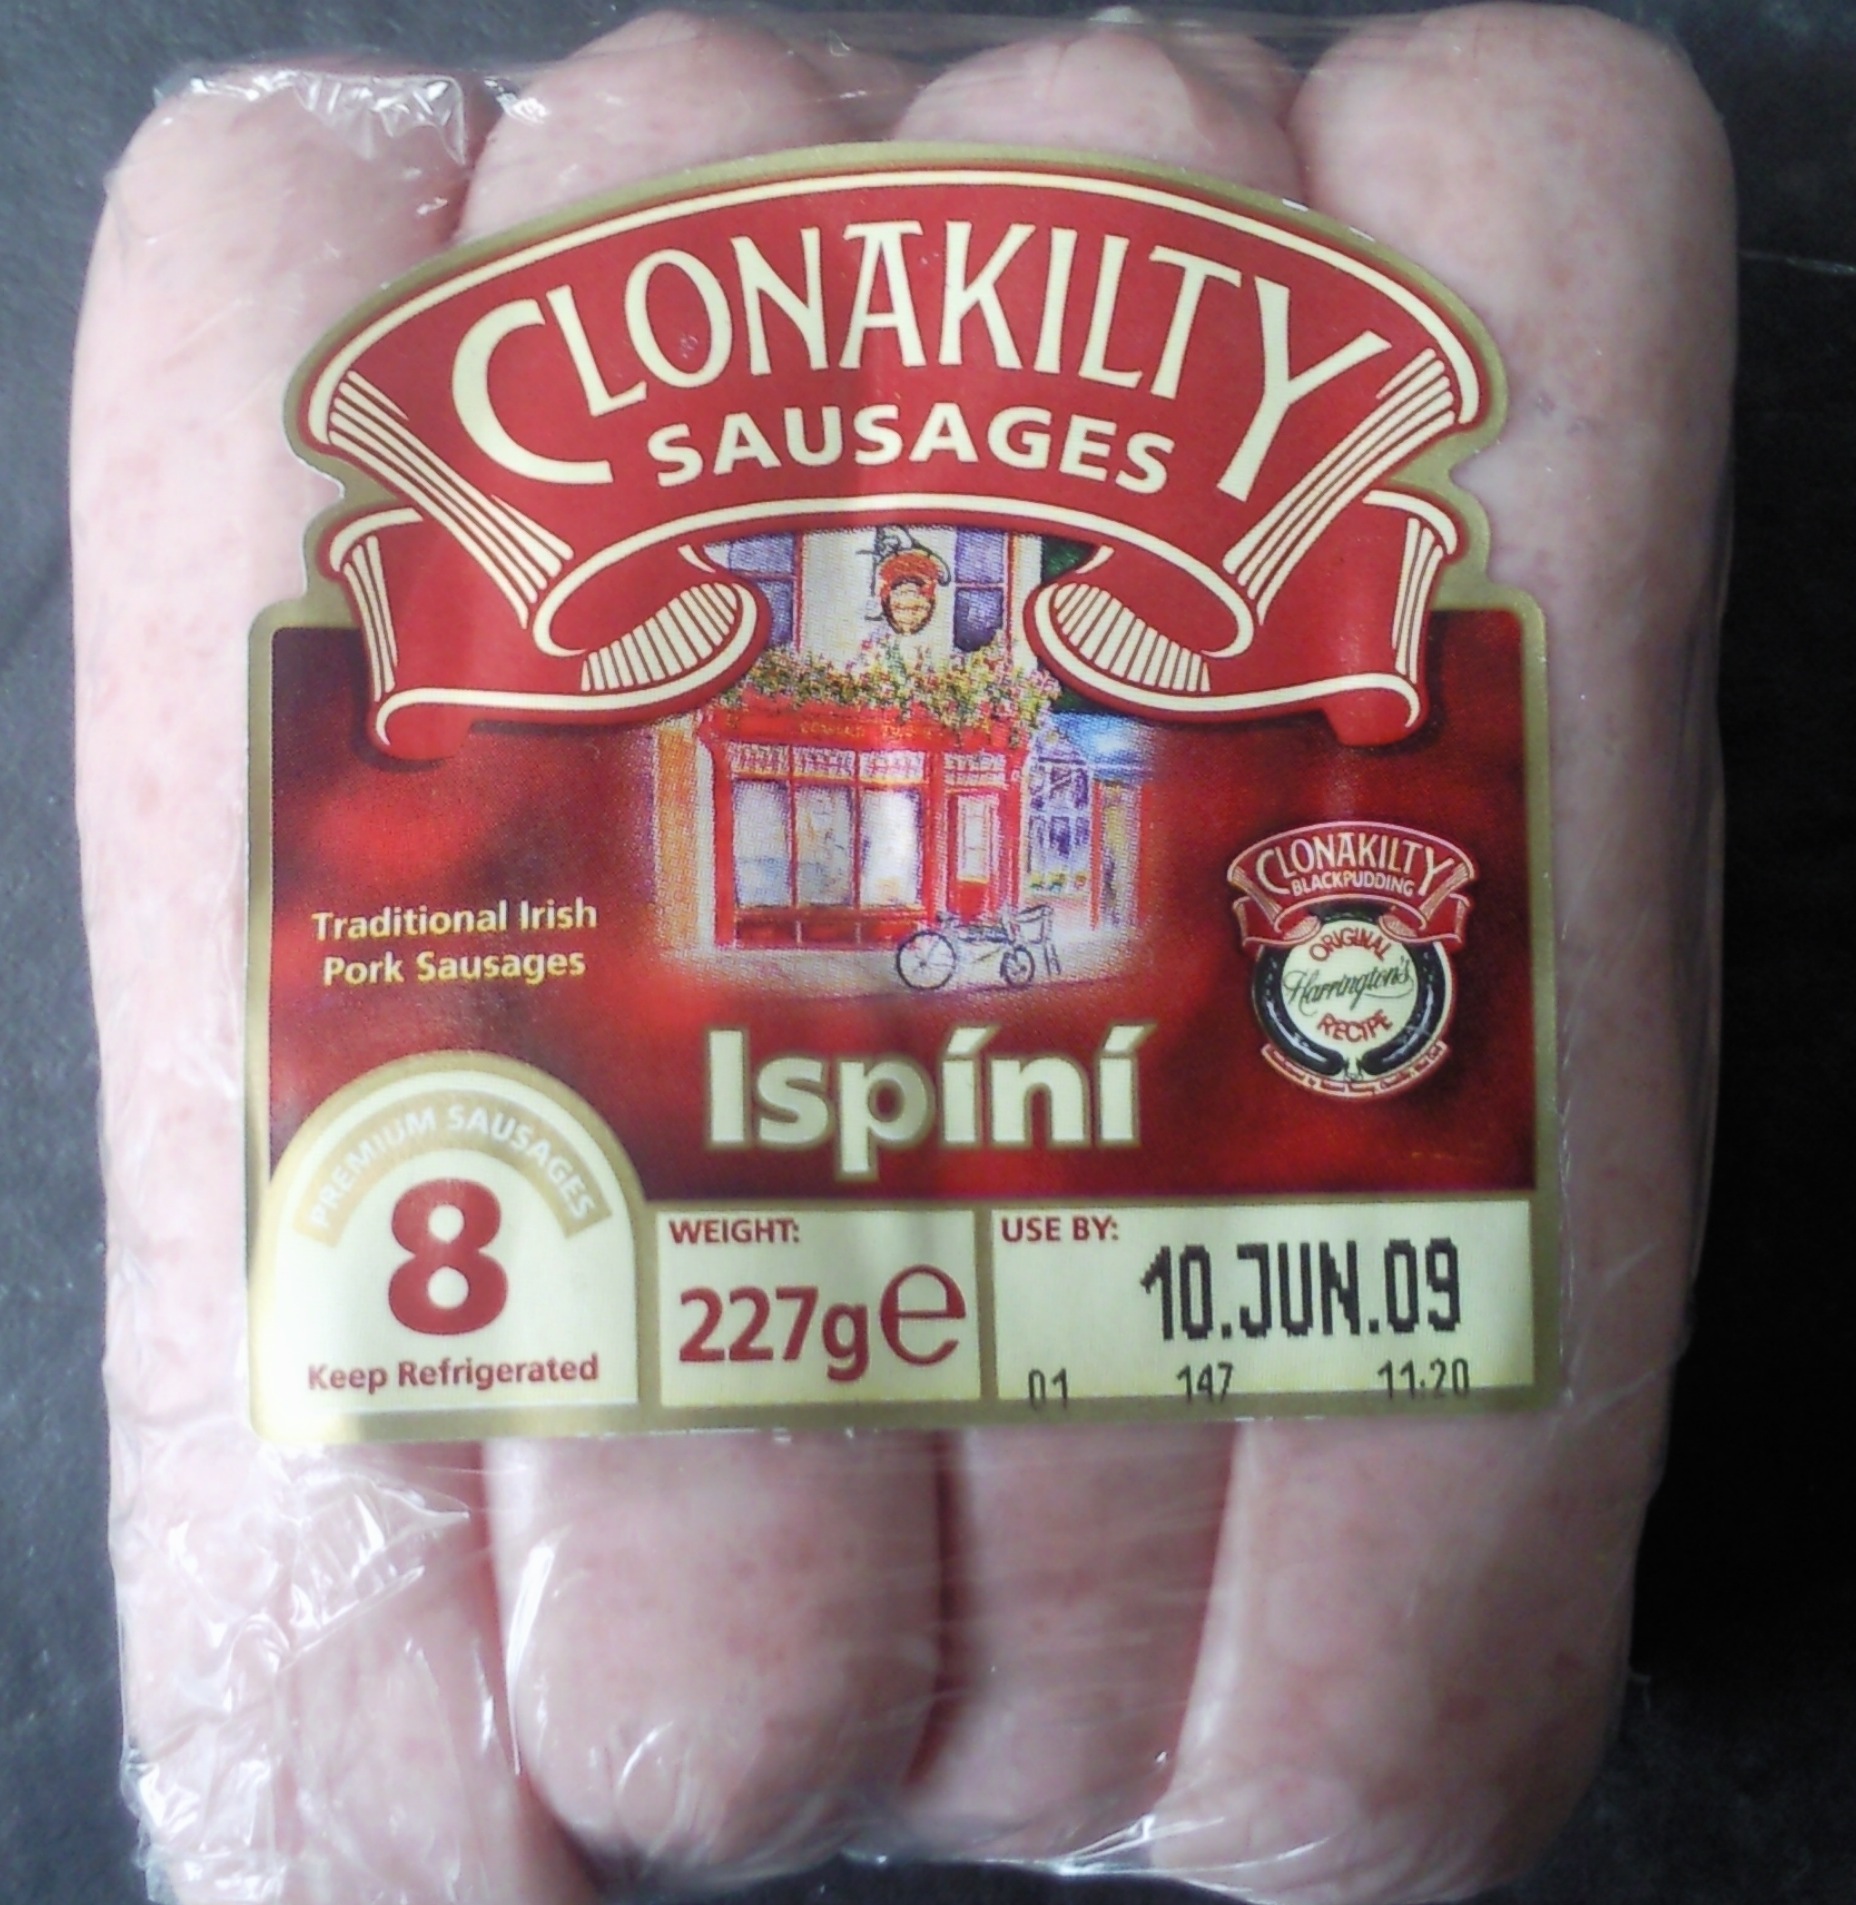 CLONAKILTY
SAUSAGES
CLONAKILTY
BLACKPUDDING
ORIGINAL
Harrington's
RECIPE
Traditional Irish
Pork Sausages
Ispíní
PREMIUM SAUSAGES
8
Keep Refrigerated
WEIGHT:
227g e
USE BY:
10.JUN.09
01 147 11:20